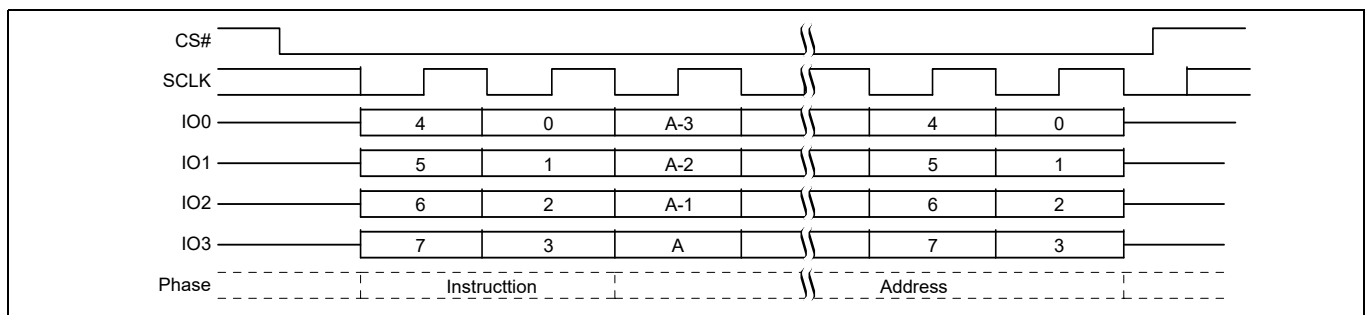 CS#
SCLK
IO0 4 0 A-3 4 0
IO1 5 1 A-2 5 1
IO2 6 2 A-1 6 2
IO3 7 3 A 7 3
Phase Instructtion Address